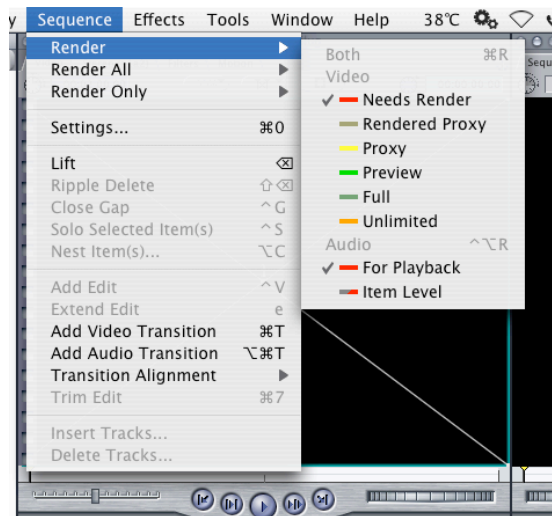 y Sequence Effects Tools Window Help 38℃
Render
Render All
Render Only
Settings... ⌘0
Lift ⌫
Ripple Delete ⇧⌫
Close Gap ^G
Solo Selected Item(s) ^S
Nest Item(s)... ⌥C
Add Edit ^V
Extend Edit e
Add Video Transition ⌘T
Add Audio Transition ⌥⌘T
Transition Alignment
Trim Edit ⌘7
Insert Tracks...
Delete Tracks...
Both ⌘R
Video
✓ Needs Render
Rendered Proxy
Proxy
Preview
Full
Unlimited
Audio ^⌥R
✓ For Playback
Item Level
Sequ